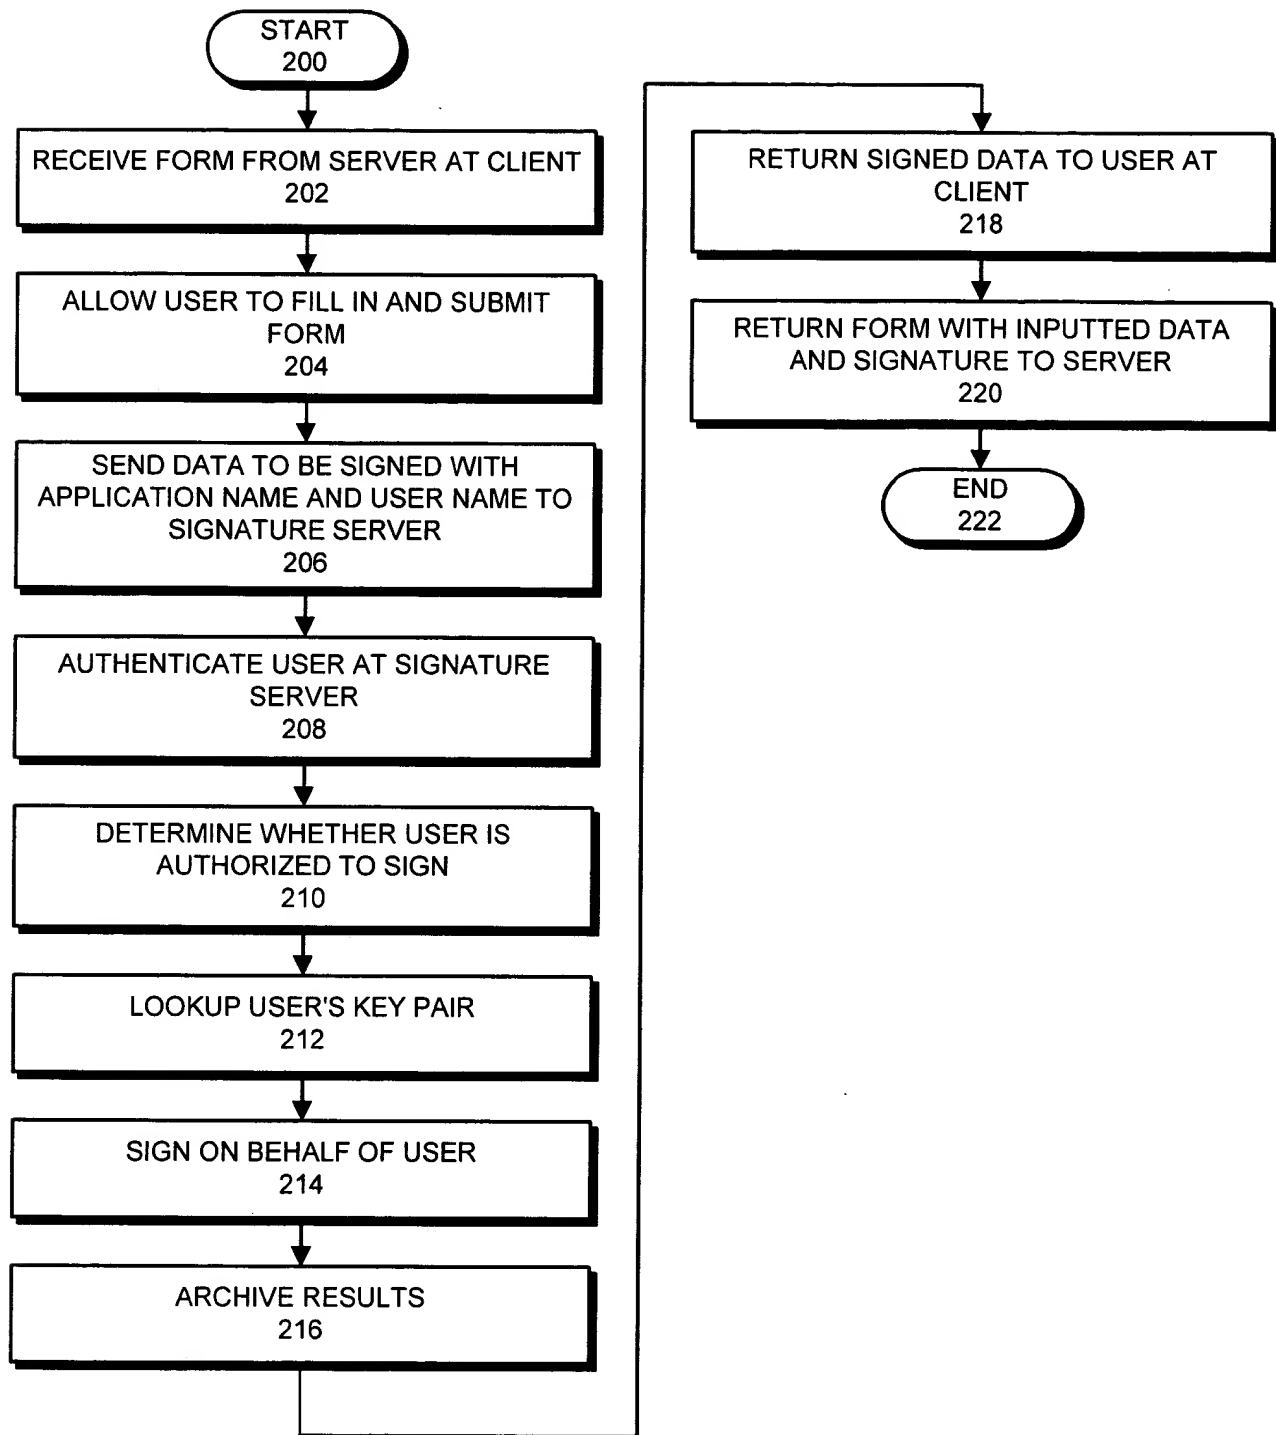 START
200
RECEIVE FORM FROM SERVER AT CLIENT
202
ALLOW USER TO FILL IN AND SUBMIT
FORM
204
SEND DATA TO BE SIGNED WITH
APPLICATION NAME AND USER NAME TO
SIGNATURE SERVER
206
AUTHENTICATE USER AT SIGNATURE
SERVER
208
DETERMINE WHETHER USER IS
AUTHORIZED TO SIGN
210
LOOKUP USER'S KEY PAIR
212
SIGN ON BEHALF OF USER
214
ARCHIVE RESULTS
216
RETURN SIGNED DATA TO USER AT
CLIENT
218
RETURN FORM WITH INPUTTED DATA
AND SIGNATURE TO SERVER
220
END
222